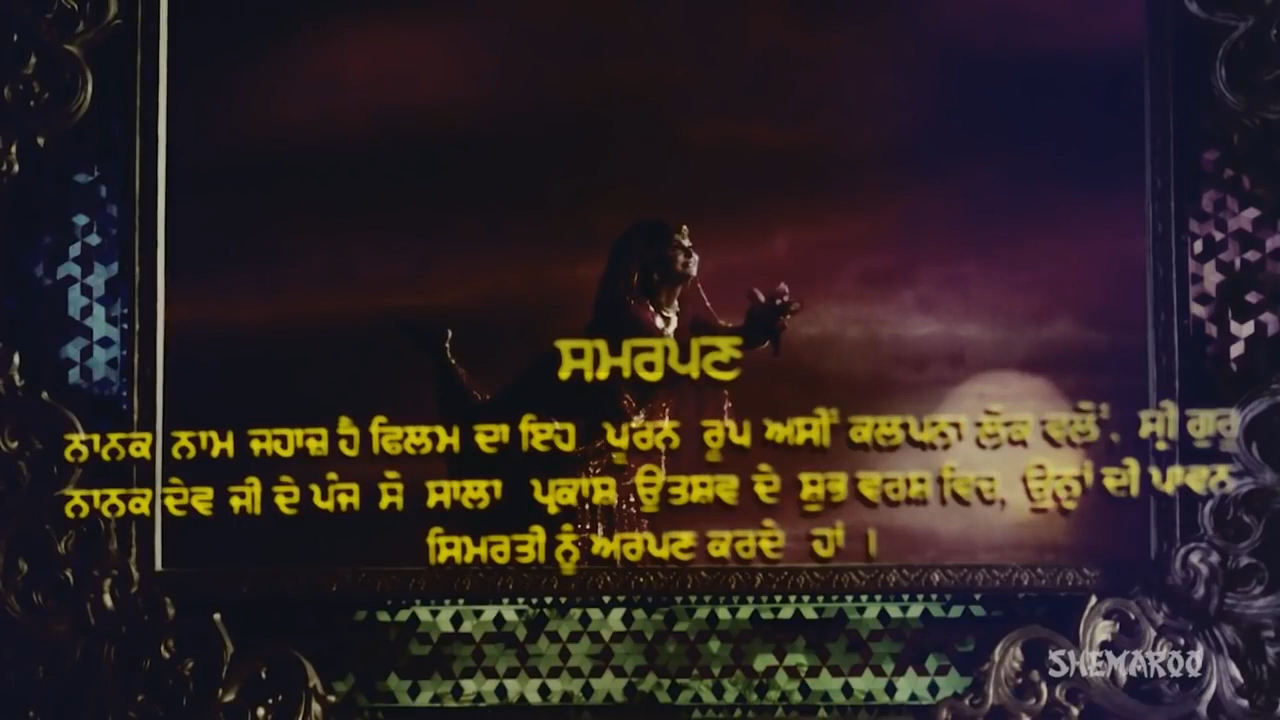 ਸਮਰਪਣ
ਨਾਨਕ ਨਾਮ ਜਹਾਜ਼ ਹੈ ਫਿਲਮ ਦਾ ਇਹ ਪੂਰਨ ਰੂਪ ਅਸੀਂ ਕਲਪਨਾ ਲੋਕ ਵਲੋਂ. ਸ੍ਰੀ ਗੁਰੂ
ਨਾਨਕ ਦੇਵ ਜੀ ਦੇ ਪੰਜ ਸੌ ਸਾਲਾ ਪ੍ਰਕਾਸ਼ ਉਤਸ਼ਵ ਦੇ ਸ਼ੁਭ ਵਰਸ਼ ਵਿਚ, ਉਨ੍ਹਾਂ ਦੀ ਪਾਵਨ
ਸਿਮਰਤੀ ਨੂੰ ਅਰਪਣ ਕਰਦੇ ਹਾਂ ।
SHEMAROO